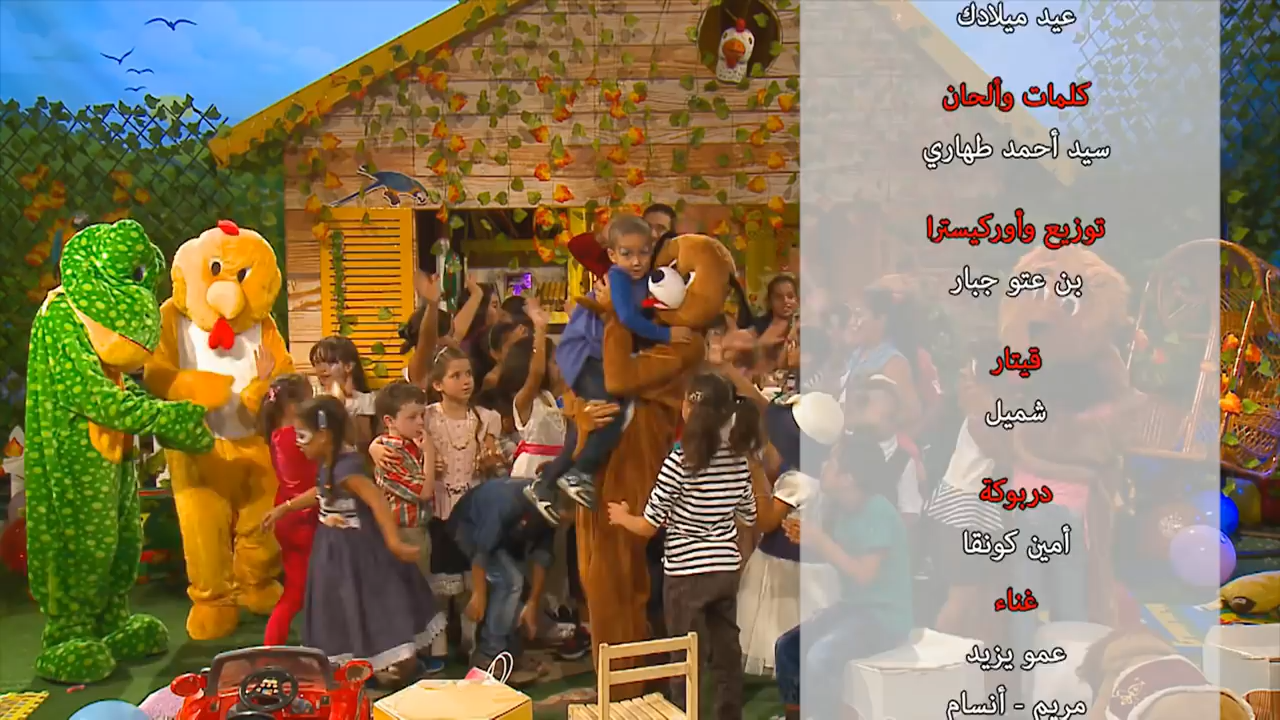 عيد ميلادك
كلمات وألحان
سيد أحمد طهاري
توزيع وأوركيسترا
بن عتو جبار
قيتار
شميل
دربوكة
أمين كونقا
غناء
عمو يزيد
مريم - أنسام